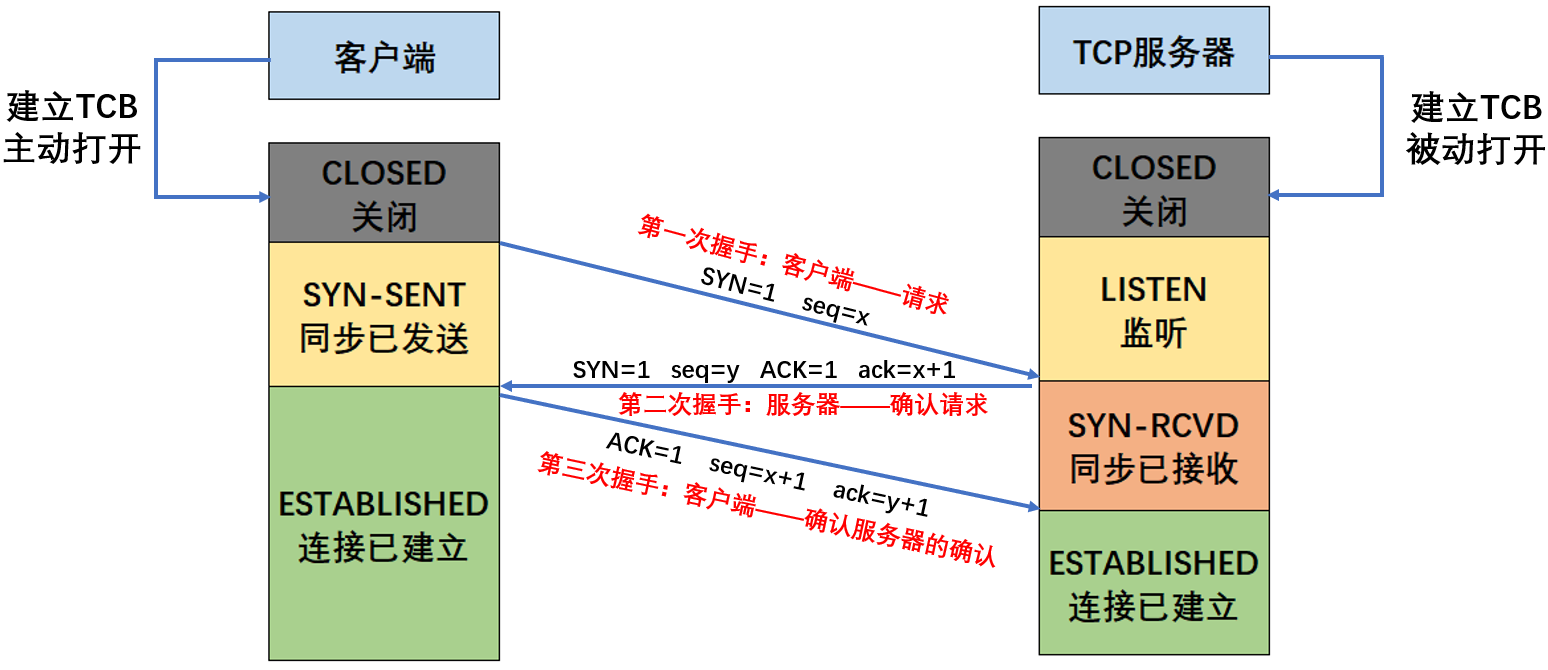 客户端
TCP服务器
建立TCB
主动打开
建立TCB
被动打开
CLOSED
关闭
CLOSED
关闭
第一次握手：客户端——请求
SYN=1 seq=x
SYN-SENT
同步已发送
LISTEN
监听
SYN=1 seq=y ACK=1 ack=x+1
第二次握手：服务器——确认请求
SYN-RCVD
同步已接收
ACK=1 seq=x+1 ack=y+1
第三次握手：客户端——确认服务器的确认
ESTABLISHED
连接已建立
ESTABLISHED
连接已建立